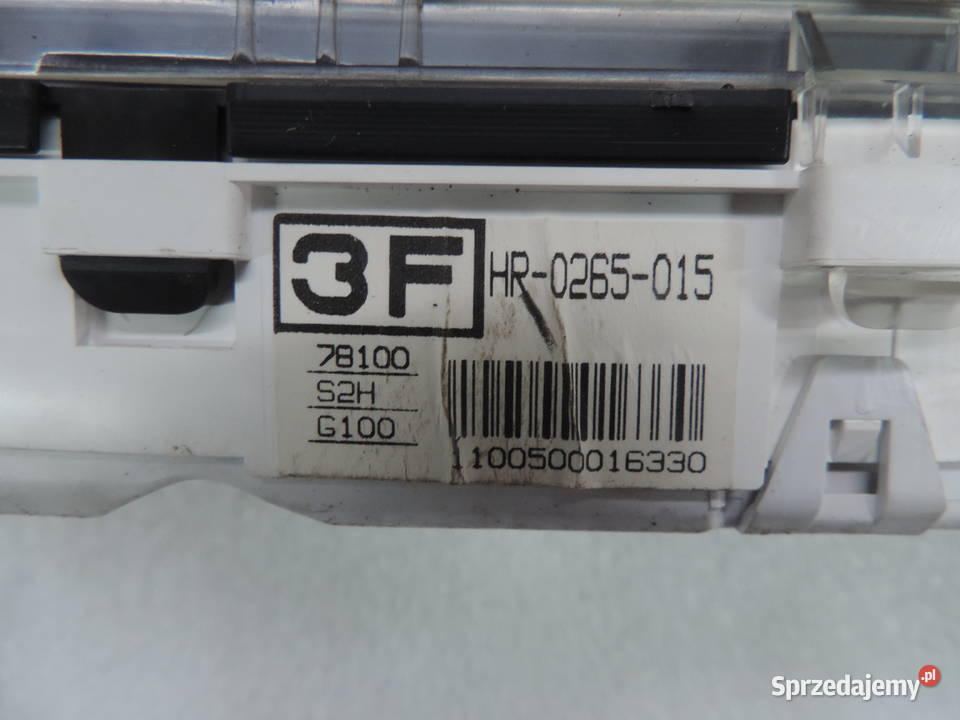 3F HR-0265-015
78100
S2H
G100
1100500016330
Sprzedajemy.pl